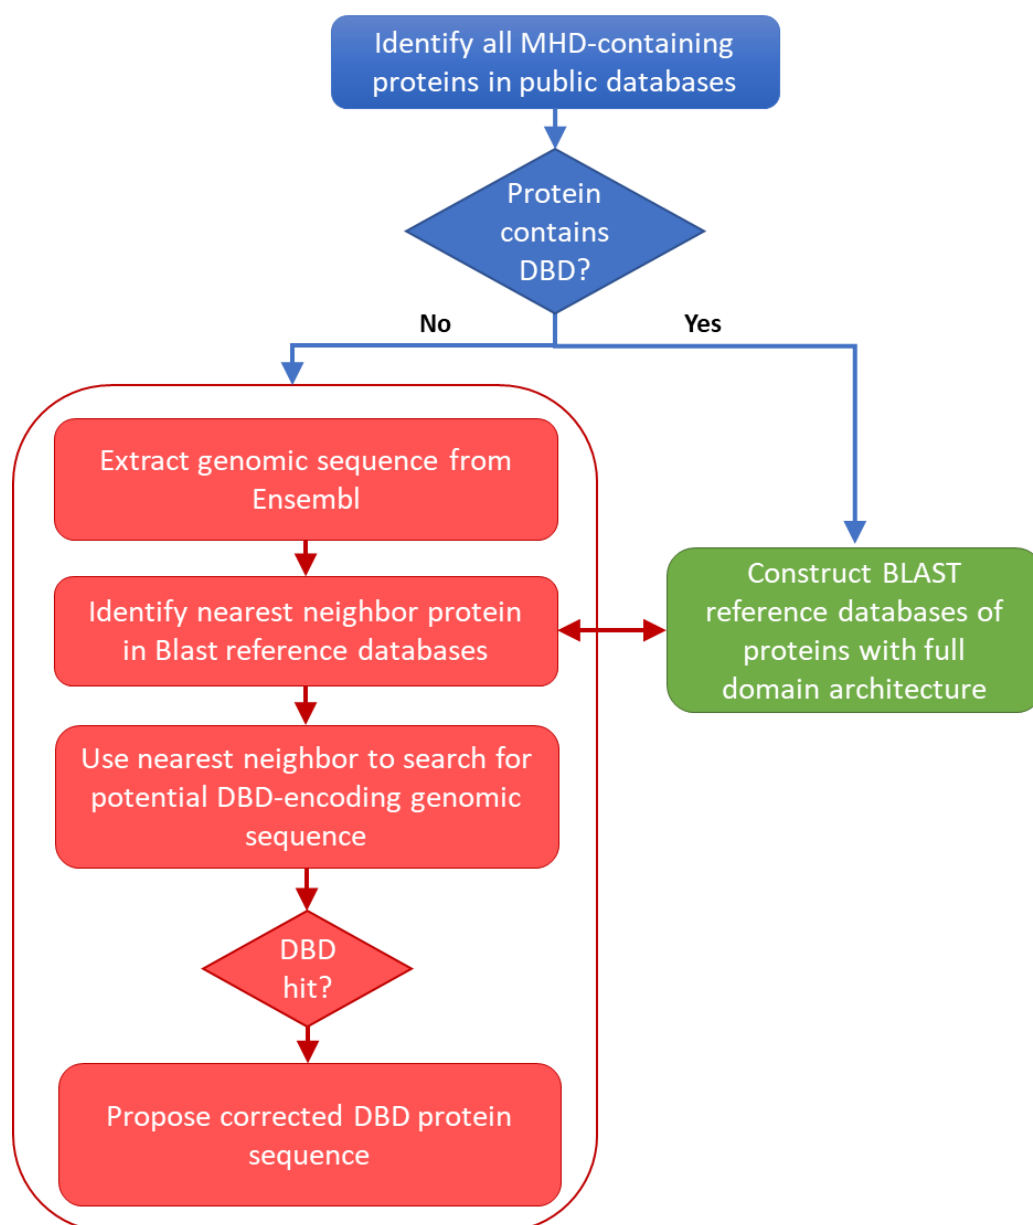 Identify all MHD-containing
proteins in public databases
Protein
contains
DBD?
No
Yes
Extract genomic sequence from
Ensembl
Identify nearest neighbor protein
in Blast reference databases
Construct BLAST
reference databases of
proteins with full
domain architecture
Use nearest neighbor to search for
potential DBD-encoding genomic
sequence
DBD
hit?
Propose corrected DBD protein
sequence